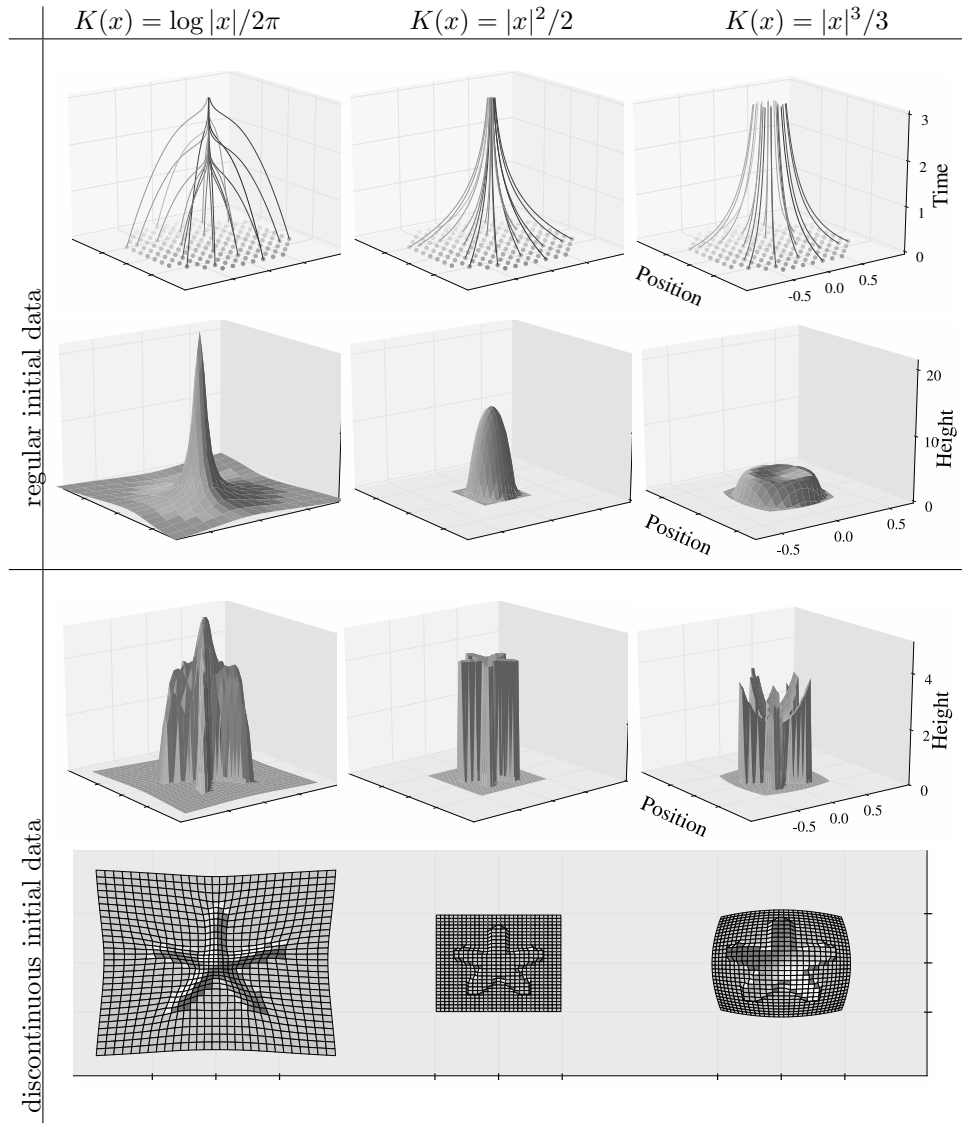 K(x) = log |x|/2π
K(x) = |x|²/2
K(x) = |x|³/3
regular initial data
3
2
1
0
Time
Position
-0.5
0.0
0.5
20
10
0
Height
Position
-0.5
0.0
0.5
discontinuous initial data
4
2
0
Height
Position
-0.5
0.0
0.5